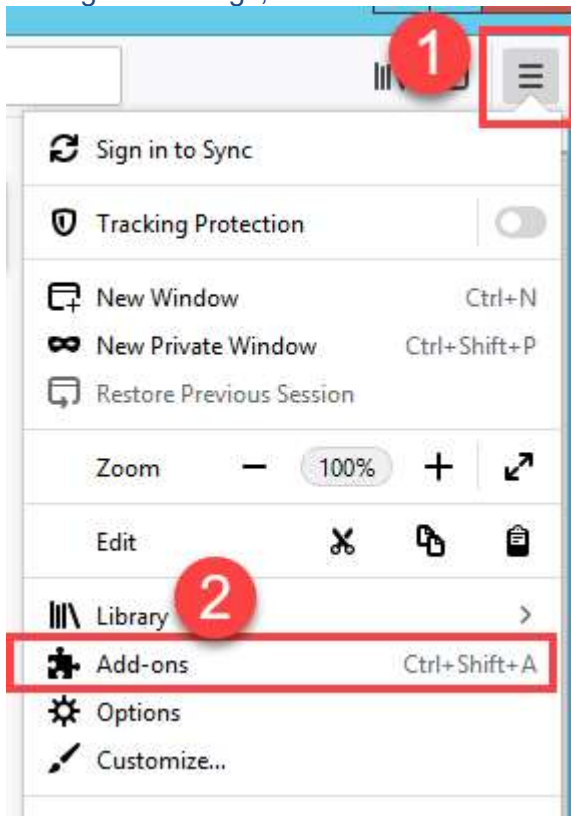 1
Sign in to Sync
Tracking Protection
New Window Ctrl+N
New Private Window Ctrl+Shift+P
Restore Previous Session
Zoom − 100% +
Edit
2
Library >
Add-ons Ctrl+Shift+A
Options
Customize...